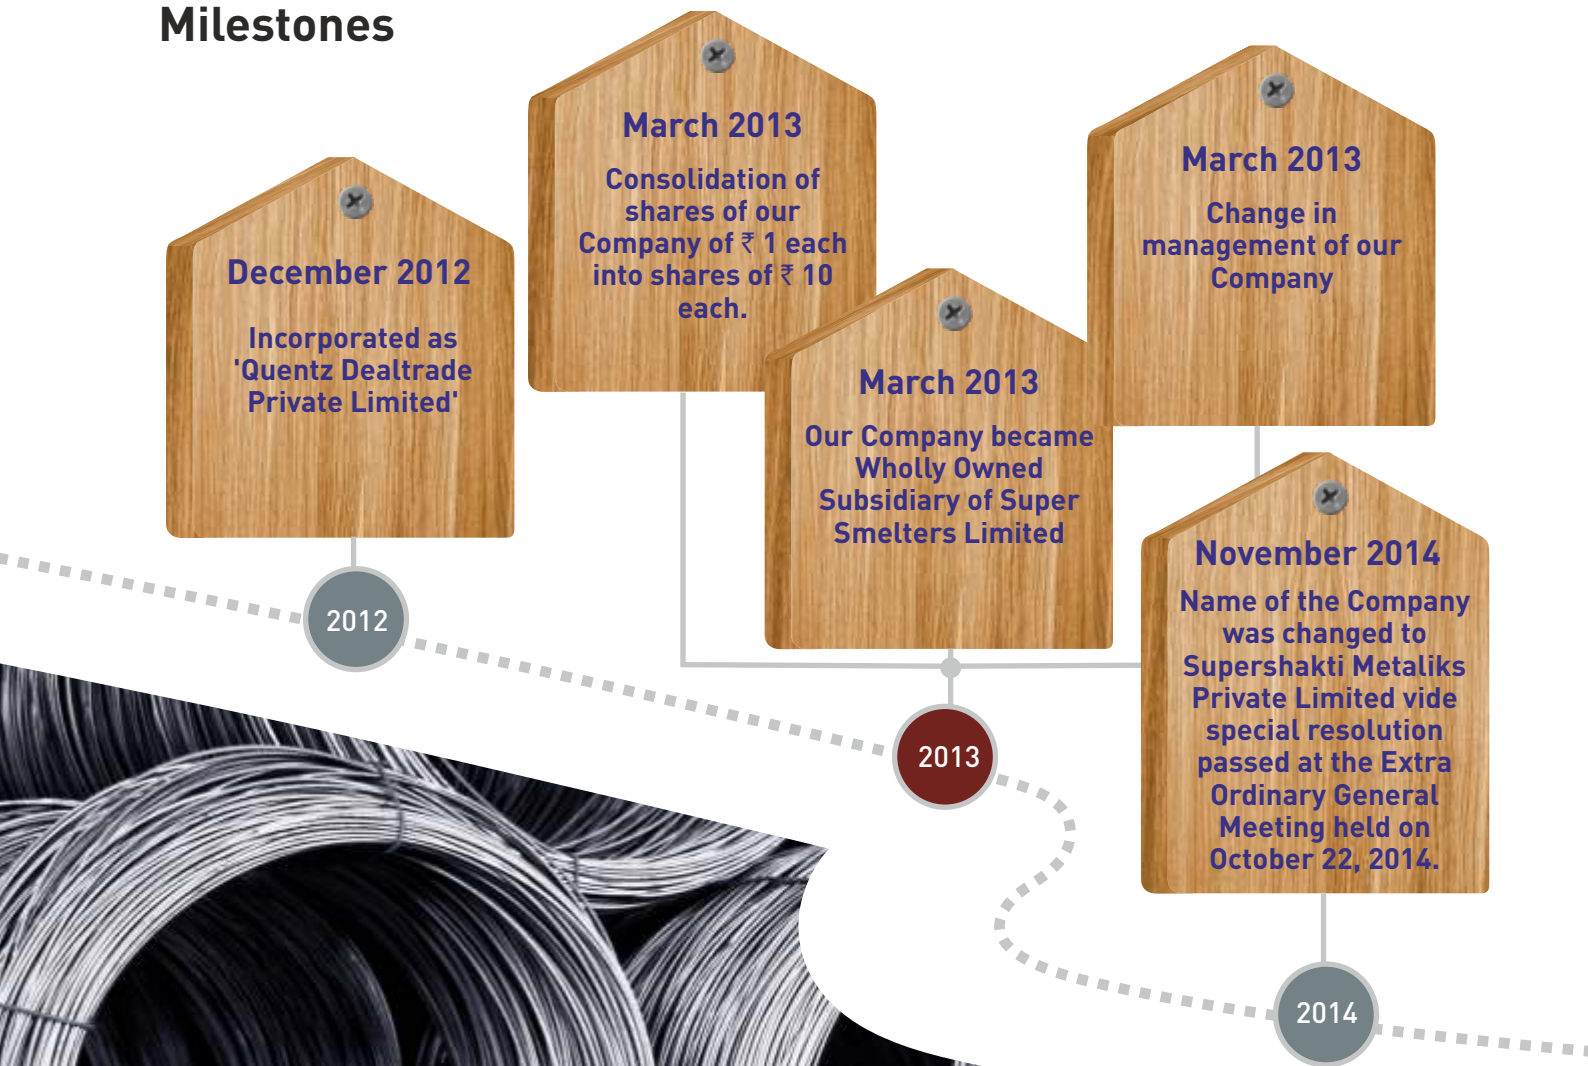 Milestones
December 2012
Incorporated as
'Quentz Dealtrade
Private Limited'
March 2013
Consolidation of
shares of our
Company of ₹ 1 each
into shares of ₹ 10
each.
March 2013
Our Company became
Wholly Owned
Subsidiary of Super
Smelters Limited
March 2013
Change in
management of our
Company
November 2014
Name of the Company
was changed to
Supershakti Metaliks
Private Limited vide
special resolution
passed at the Extra
Ordinary General
Meeting held on
October 22, 2014.
2012
2013
2014